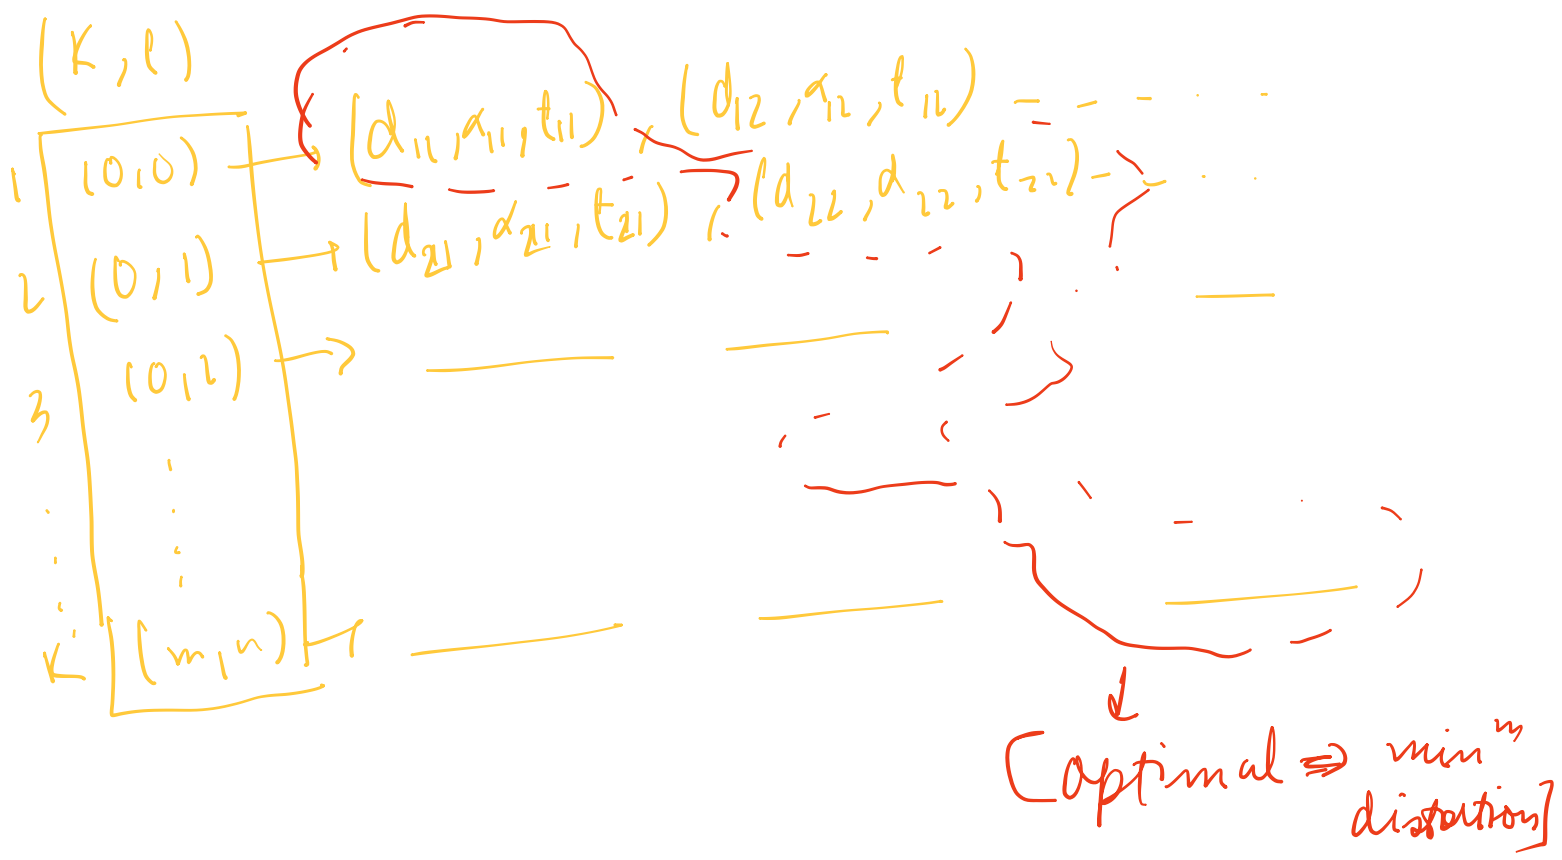 (K, l)
1 (0,0) → (d11, α11, t11), (d12, α12, t12) - - - . -
2 (0,1) → (d21, α21, t21), (d22, d22, t22) - - . .
3 (0,2) →
K (m,n) →
[optimal ⇒ min^m
distortion]